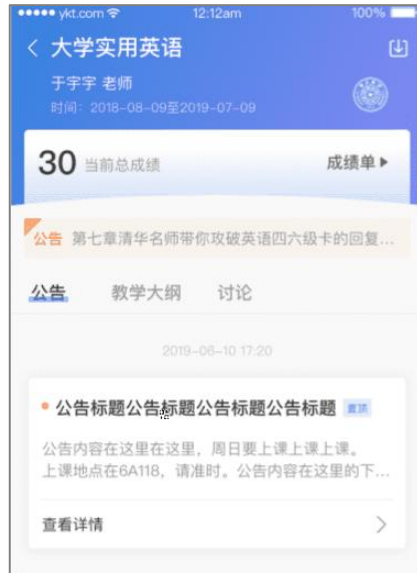 ykt.com 12:12am 100%
大学实用英语
于宇宇 老师
时间：2018-08-09至2019-07-09
30 当前总成绩 成绩单
公告 第七章清华名师带你攻破英语四六级卡的回复...
公告 教学大纲 讨论
2019-06-10 17:20
公告标题公告标题公告标题公告标题 置顶
公告内容在这里在这里，周日要上课上课上课。
上课地点在6A118，请准时。公告内容在这里的下...
查看详情